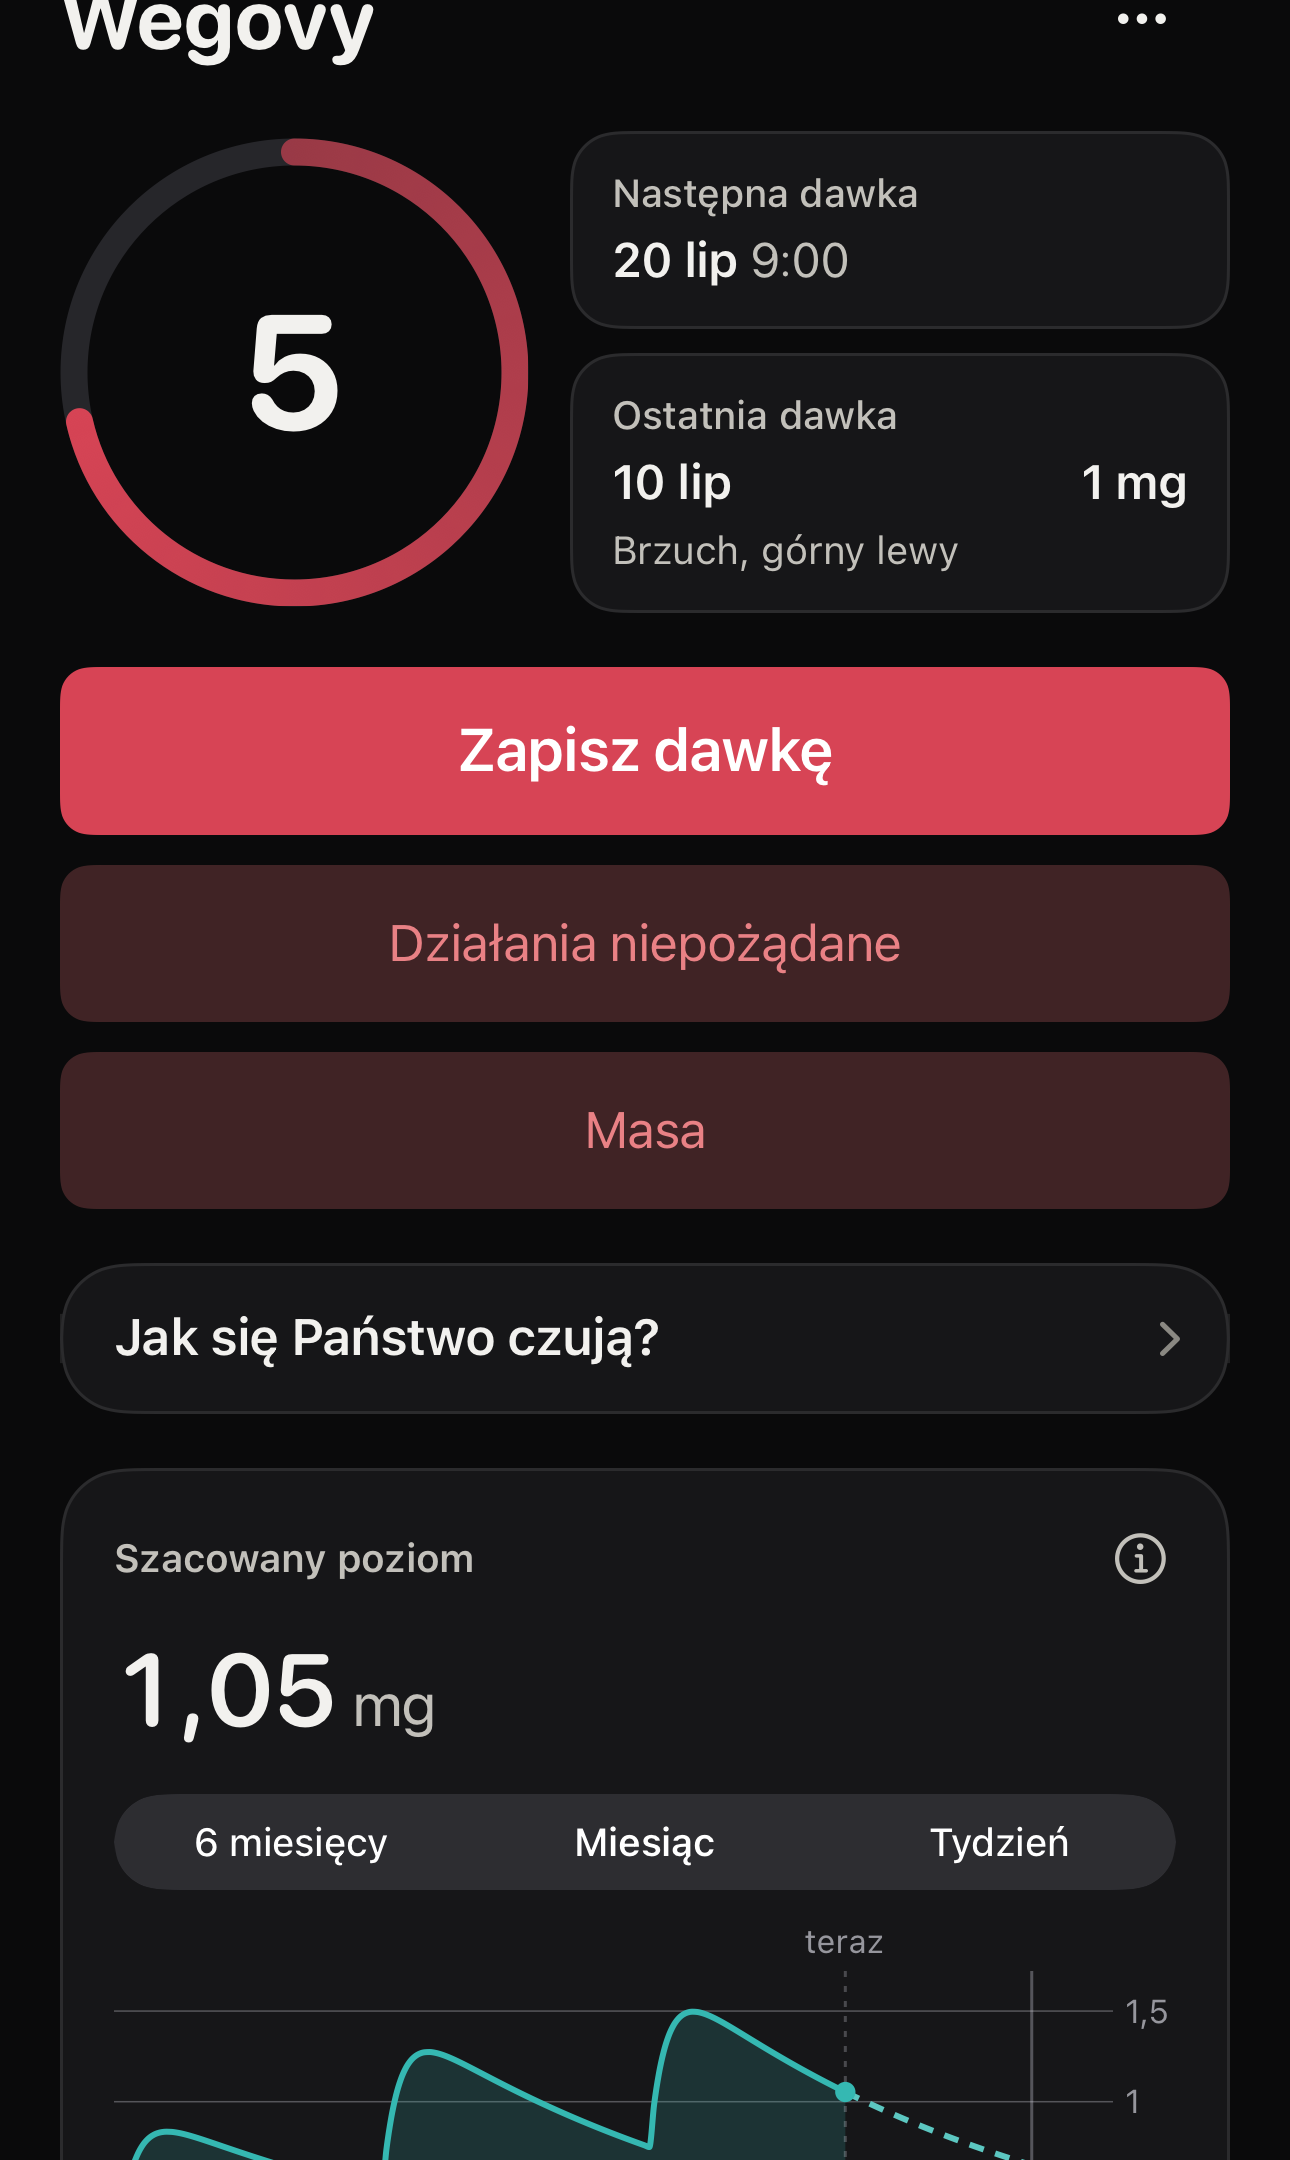 Wegovy
5
Następna dawka
20 lip 9:00
Ostatnia dawka
10 lip 1 mg
Brzuch, górny lewy
Zapisz dawkę
Działania niepożądane
Masa
Jak się Państwo czują?
Szacowany poziom
1,05 mg
6 miesięcy Miesiąc Tydzień
teraz
1,5
1